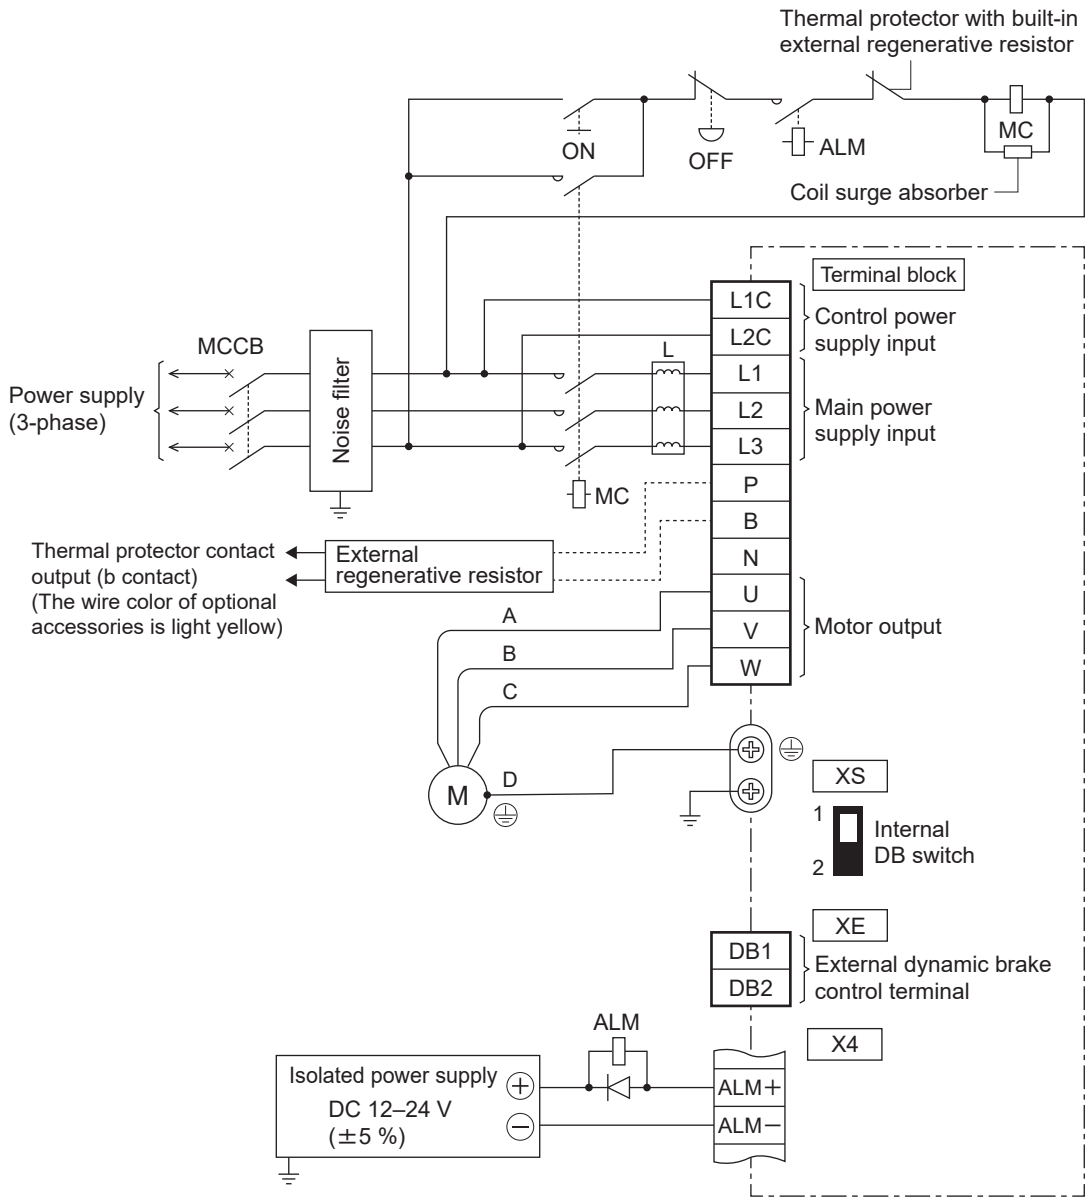 Thermal protector with built-in
external regenerative resistor
ON
OFF
ALM
MC
Coil surge absorber
Terminal block
L1C
L2C
Control power
supply input
MCCB
Power supply
(3-phase)
Noise filter
L
L1
L2
L3
Main power
supply input
MC
P
B
N
Thermal protector contact
output (b contact)
(The wire color of optional
accessories is light yellow)
External
regenerative resistor
U
V
W
Motor output
A
B
C
D
M
XS
1
2
Internal
DB switch
XE
DB1
DB2
External dynamic brake
control terminal
X4
ALM
Isolated power supply
DC 12–24 V
(±5 %)
+
−
ALM+
ALM−